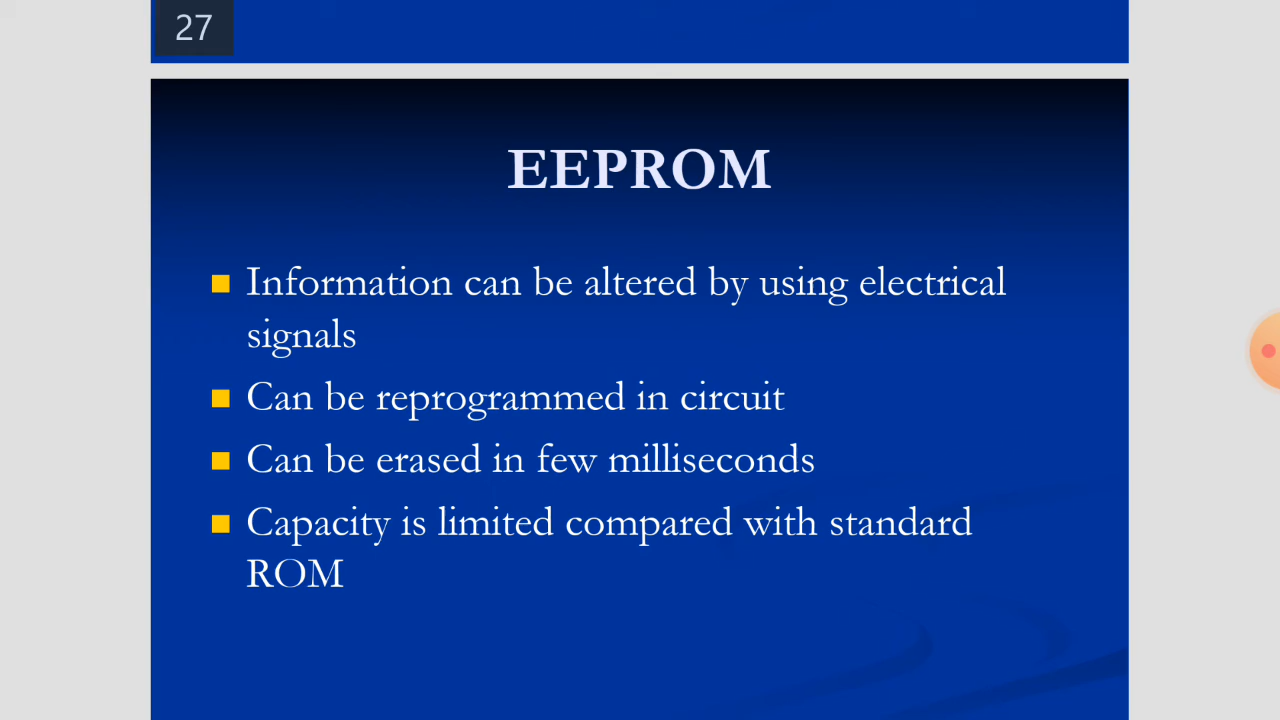 27
EEPROM
Information can be altered by using electrical
signals
Can be reprogrammed in circuit
Can be erased in few milliseconds
Capacity is limited compared with standard
ROM